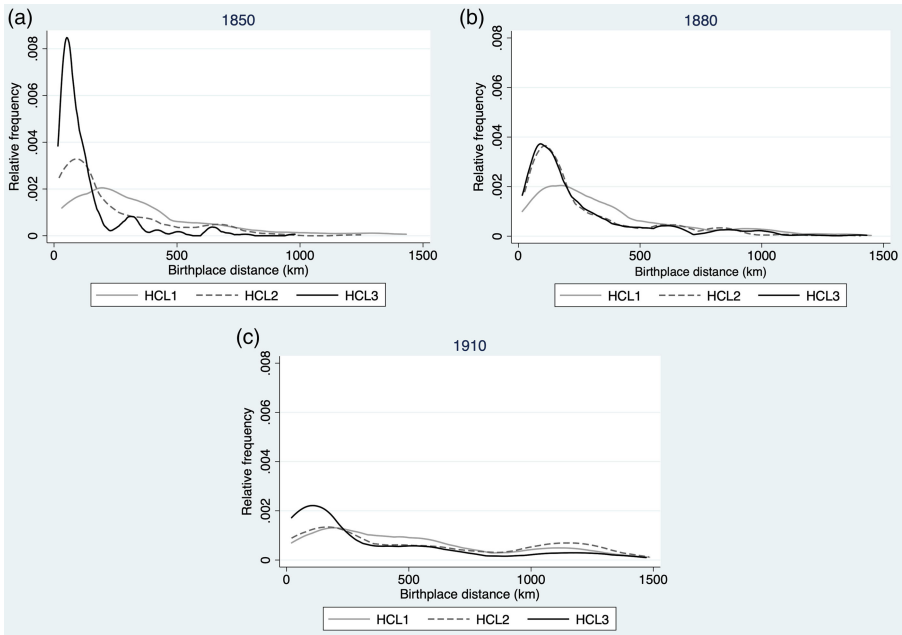 (a)
1850
Relative frequency
0 .002 .004 .006 .008
0 500 1000 1500
Birthplace distance (km)
HCL1 HCL2 HCL3
(b)
1880
Relative frequency
0 .002 .004 .006 .008
0 500 1000 1500
Birthplace distance (km)
HCL1 HCL2 HCL3
(c)
1910
Relative frequency
0 .002 .004 .006 .008
0 500 1000 1500
Birthplace distance (km)
HCL1 HCL2 HCL3